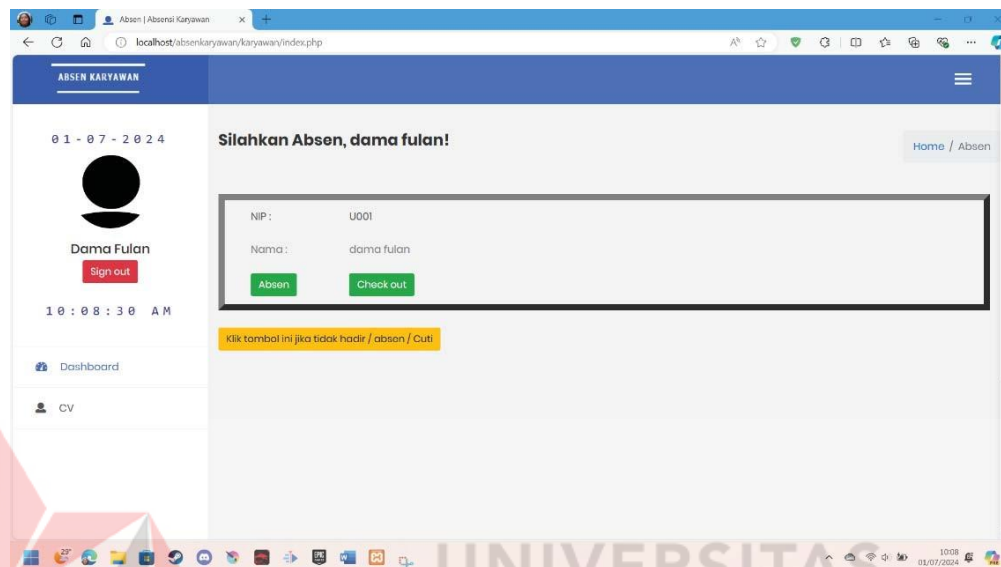 Absen | Absensi Karyawan
localhost/absenkaryawan/karyawan/index.php
ABSEN KARYAWAN
01-07-2024
Silahkan Absen, dama fulan!
Home / Absen
NIP : U001
Dama Fulan
Nama : dama fulan
Sign out
Absen Check out
10:08:30 AM
Klik tombol ini jika tidak hadir / absen / Cuti
Dashboard
CV
29°
10:08
01/07/2024
UNIVERSITAS